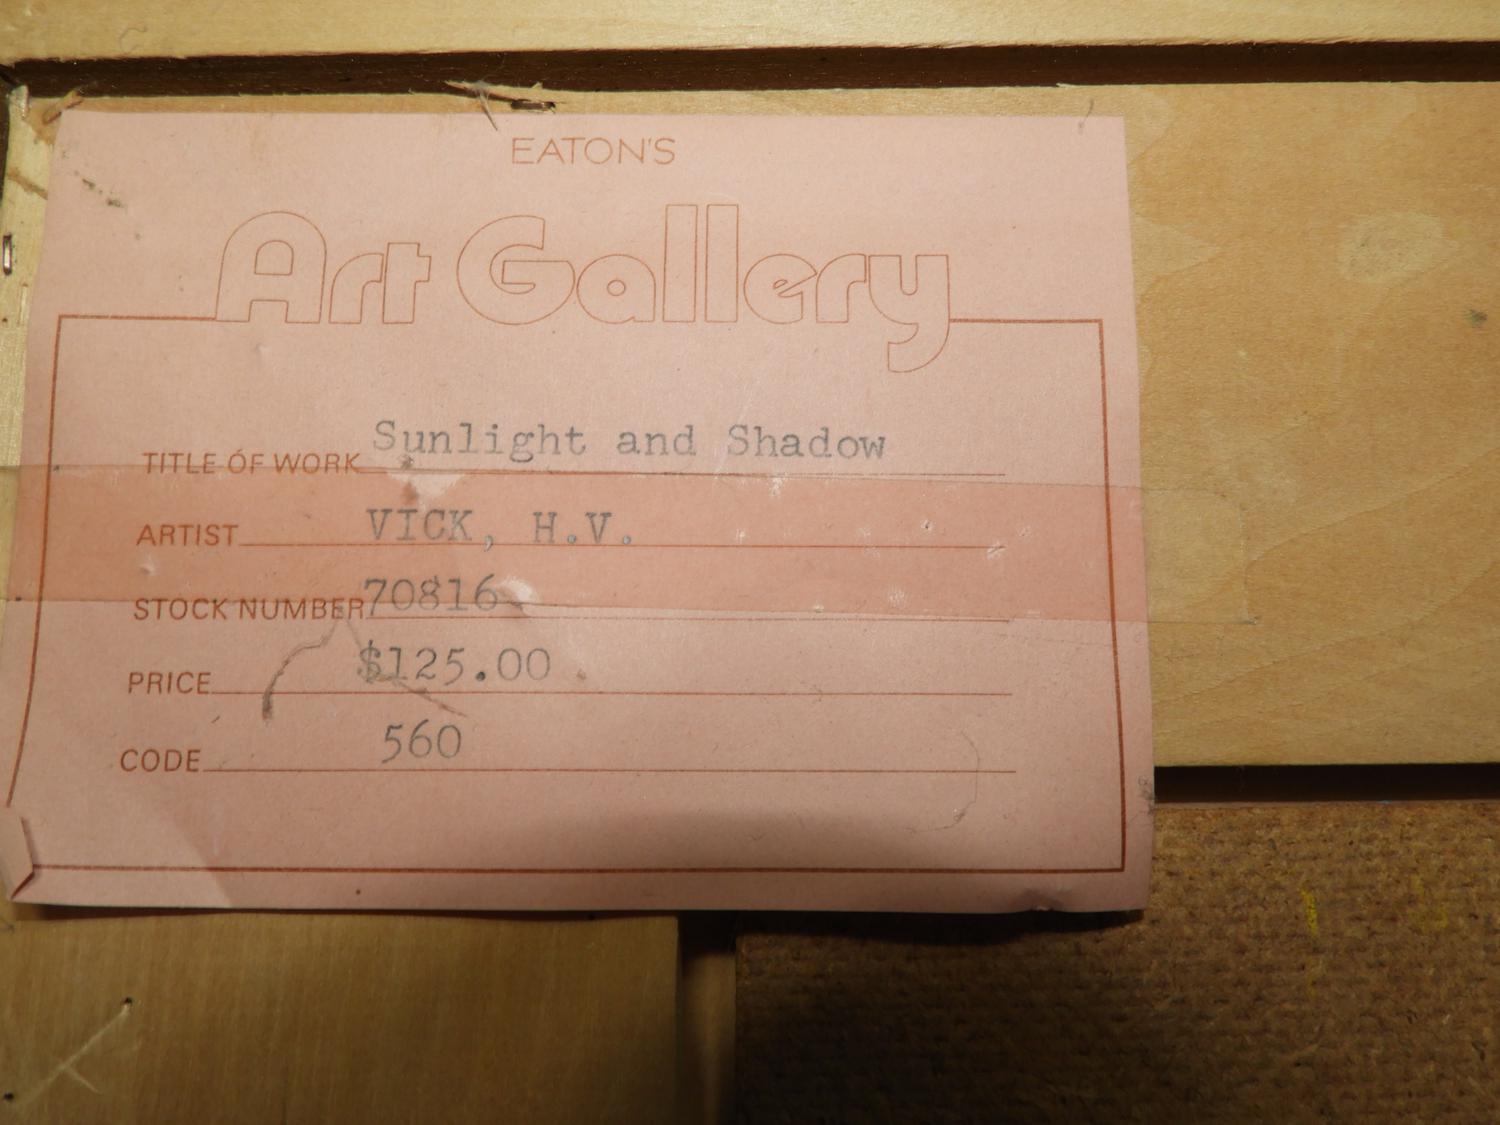 EATON'S
Art Gallery
TITLE OF WORK Sunlight and Shadow
ARTIST VICK, H.V.
STOCK NUMBER 70816
PRICE $125.00
CODE 560